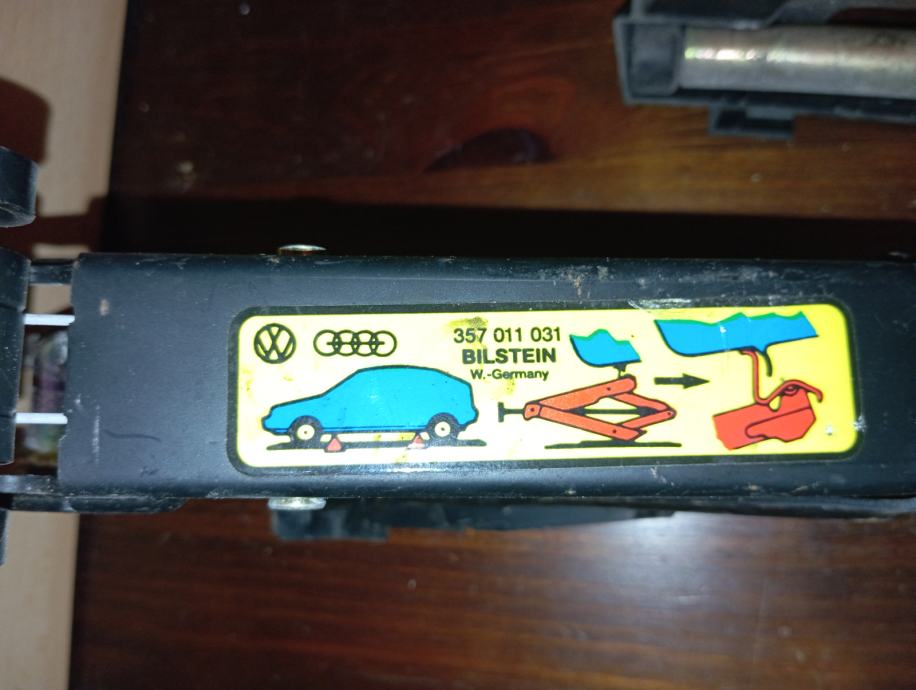 357 011 031
BILSTEIN
W.-Germany